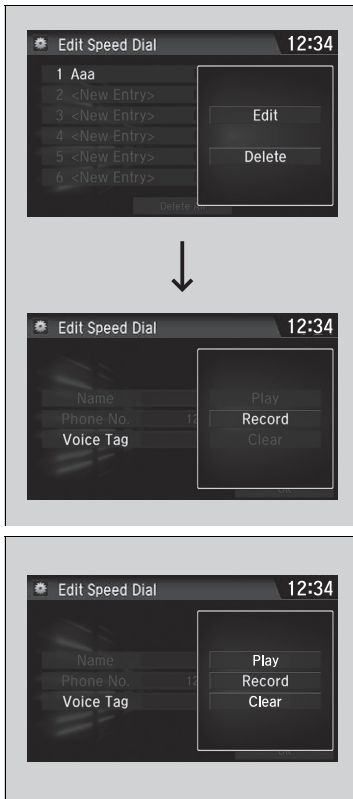 Edit Speed Dial 12:34
1 Aaa
2 <New Entry>
3 <New Entry>
4 <New Entry>
5 <New Entry>
6 <New Entry>
Edit
Delete
Delete
Edit Speed Dial 12:34
Name
Phone No. 12
Voice Tag
Play
Record
Clear
OK
Edit Speed Dial 12:34
Name
Phone No. 12
Voice Tag
Play
Record
Clear
OK